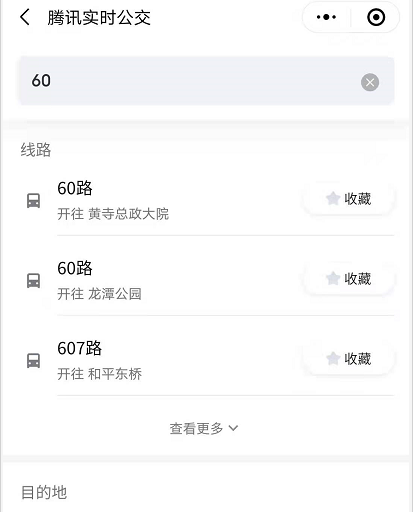 腾讯实时公交
60
线路
60路
收藏
开往 黄寺总政大院
60路
收藏
开往 龙潭公园
607路
收藏
开往 和平东桥
查看更多
目的地